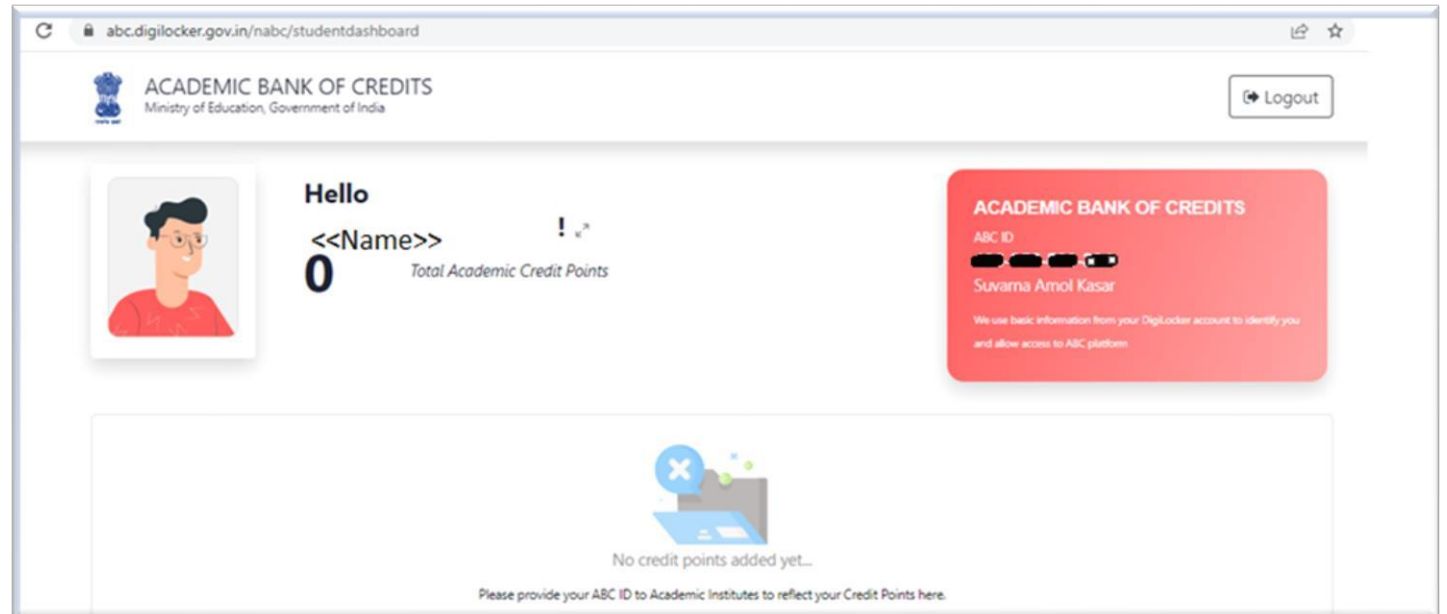 abc.digilocker.gov.in/nabc/studentdashboard
ACADEMIC BANK OF CREDITS
Ministry of Education, Government of India
Logout
Hello
<<Name>> !
0 Total Academic Credit Points
ACADEMIC BANK OF CREDITS
ABC ID
Suvarna Amol Kasar
We use basic information from your DigiLocker account to identify you
and allow access to ABC platform
No credit points added yet...
Please provide your ABC ID to Academic Institutes to reflect your Credit Points here.